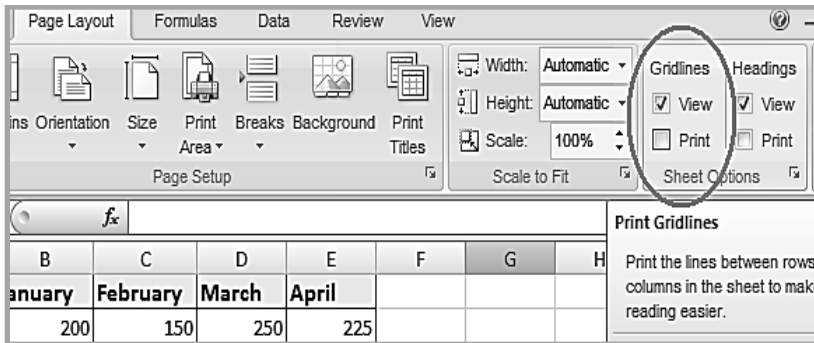 Page Layout Formulas Data Review View
Width: Automatic Gridlines Headings
ins Orientation Size Print Area Breaks Background Print Titles Height: Automatic View View
Scale: 100% Print Print
Page Setup Scale to Fit Sheet Options
fx
Print Gridlines
B C D E F G H
Print the lines between rows
columns in the sheet to mak
reading easier.
anuary February March April
200 150 250 225